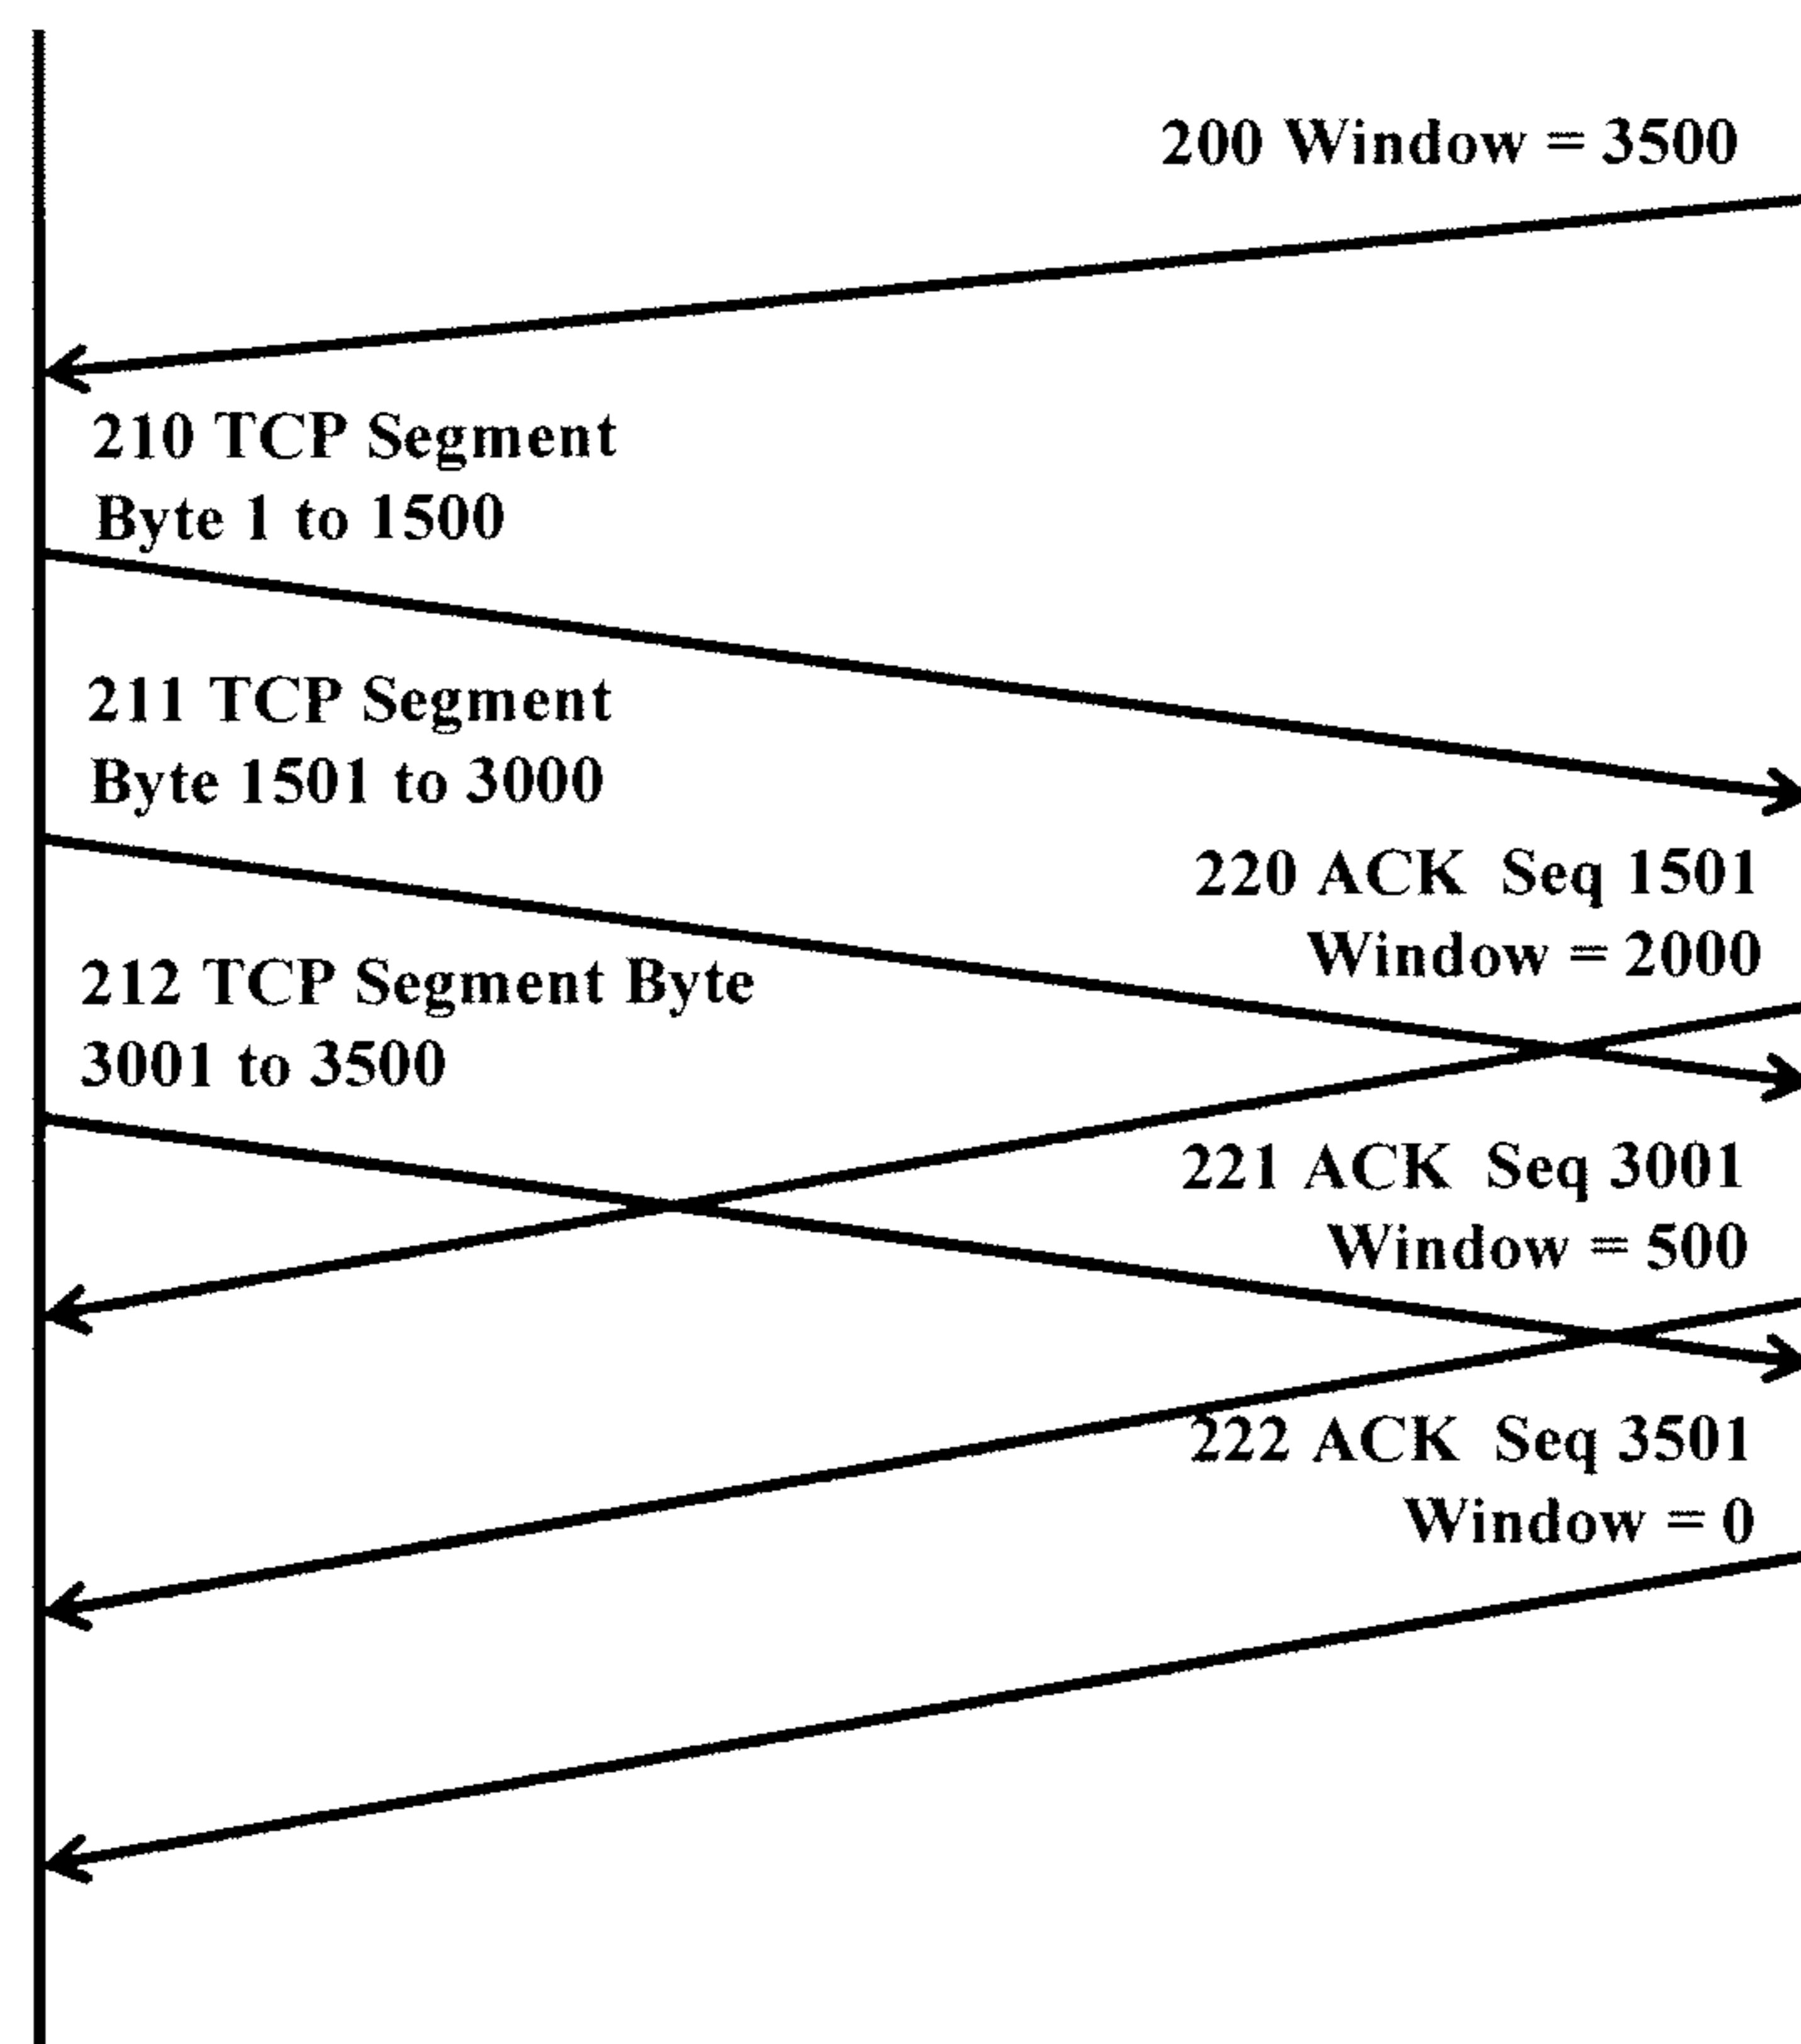 200 Window = 3500
210 TCP Segment
Byte 1 to 1500
211 TCP Segment
Byte 1501 to 3000
220 ACK Seq 1501
Window = 2000
212 TCP Segment Byte
3001 to 3500
221 ACK Seq 3001
Window = 500
222 ACK Seq 3501
Window = 0